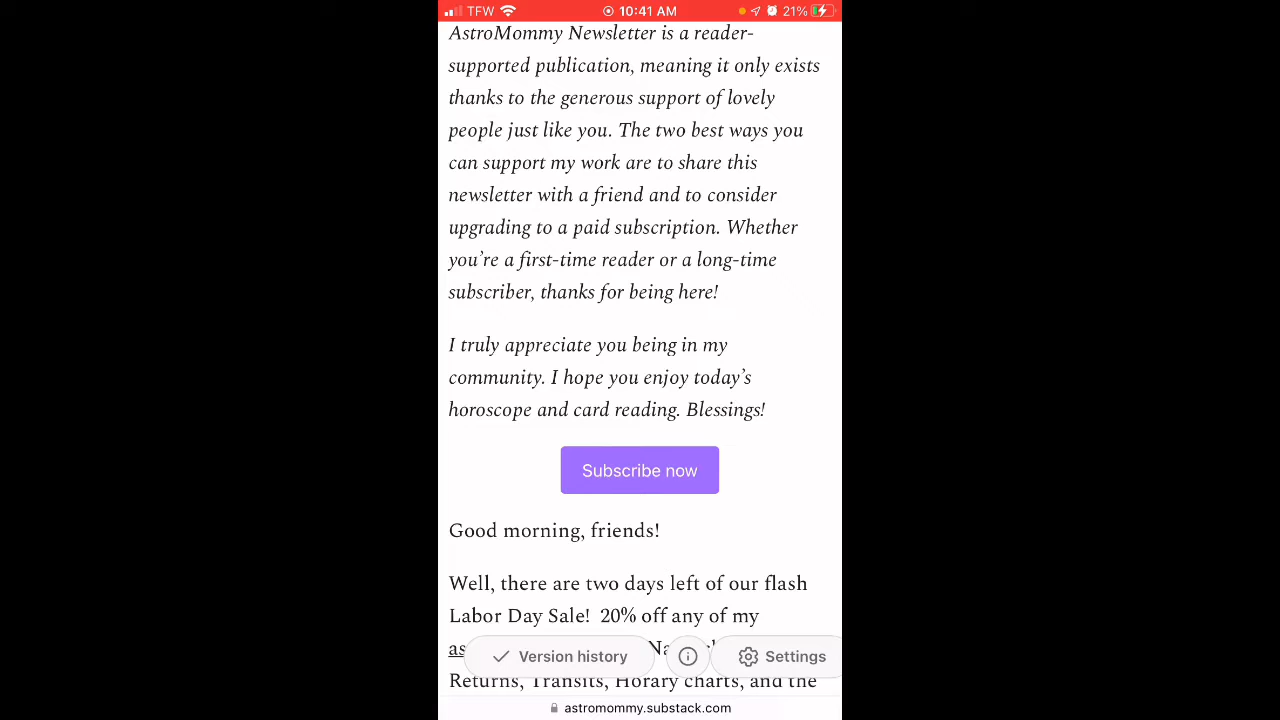 TFW 10:41 AM 21%
AstroMommy Newsletter is a reader-
supported publication, meaning it only exists
thanks to the generous support of lovely
people just like you. The two best ways you
can support my work are to share this
newsletter with a friend and to consider
upgrading to a paid subscription. Whether
you’re a first-time reader or a long-time
subscriber, thanks for being here!
I truly appreciate you being in my
community. I hope you enjoy today’s
horoscope and card reading. Blessings!
Subscribe now
Good morning, friends!
Well, there are two days left of our flash
Labor Day Sale!  20% off any of my
Version history Settings
Returns, Transits, Horary charts, and the
astromommy.substack.com